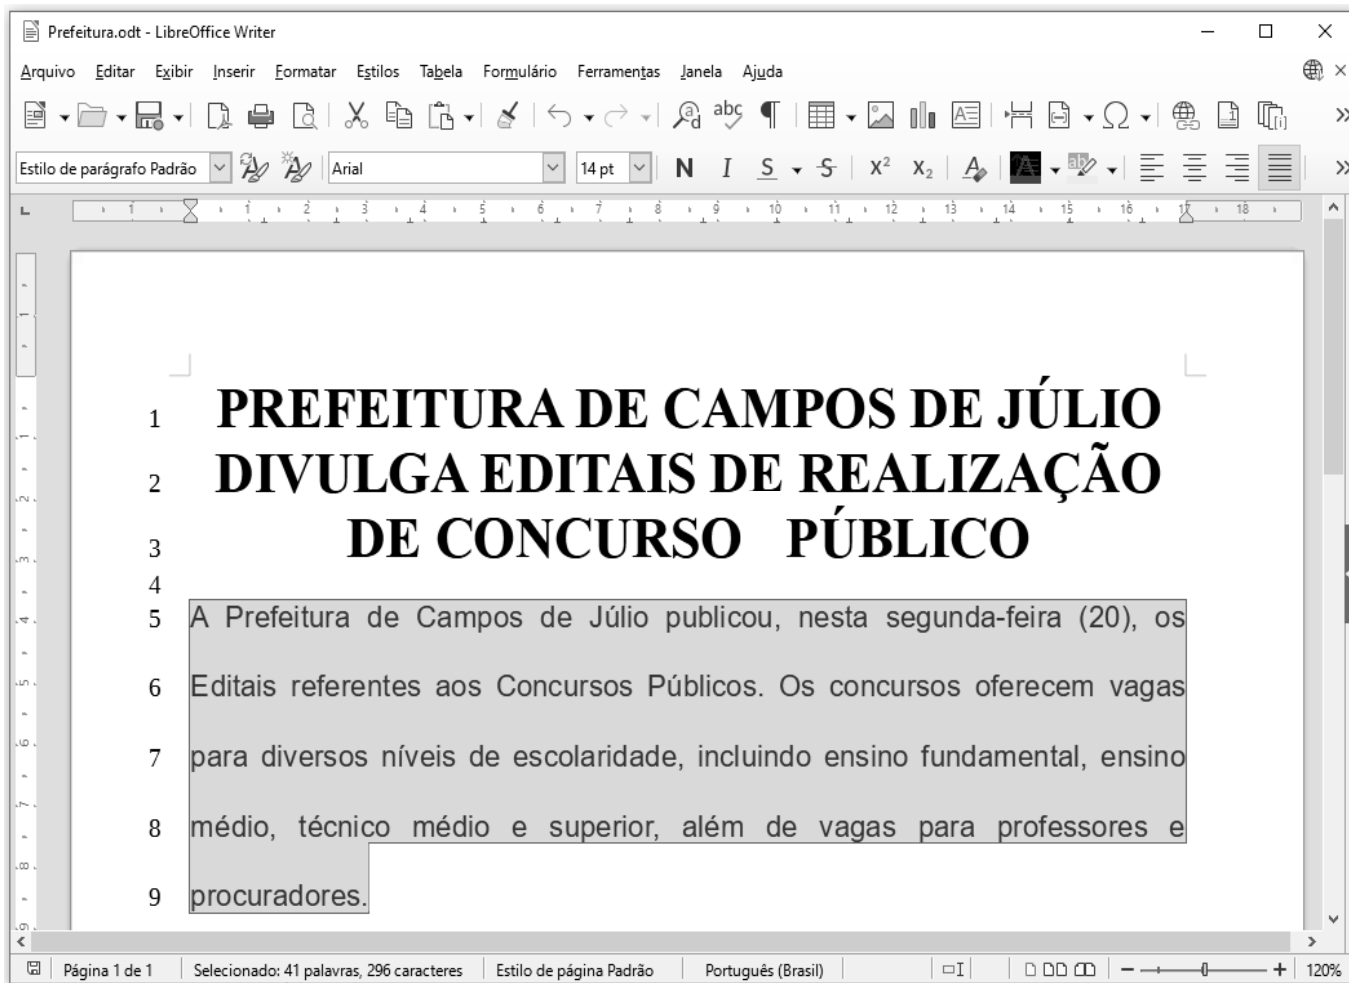 Prefeitura.odt - LibreOffice Writer
Arquivo Editar Exibir Inserir Formatar Estilos Tabela Formulário Ferramentas Janela Ajuda
abc A [i]
Estilo de parágrafo Padrão Arial 14 pt N I S S X² X₂ A ab
1 1 2 3 4 5 6 7 8 9 10 11 12 13 14 15 16 17 18
1 PREFEITURA DE CAMPOS DE JÚLIO
2 DIVULGA EDITAIS DE REALIZAÇÃO
3 DE CONCURSO PÚBLICO
4
5 A Prefeitura de Campos de Júlio publicou, nesta segunda-feira (20), os
6 Editais referentes aos Concursos Públicos. Os concursos oferecem vagas
7 para diversos níveis de escolaridade, incluindo ensino fundamental, ensino
8 médio, técnico médio e superior, além de vagas para professores e
9 procuradores.
Página 1 de 1 Selecionado: 41 palavras, 296 caracteres Estilo de página Padrão Português (Brasil) 120%